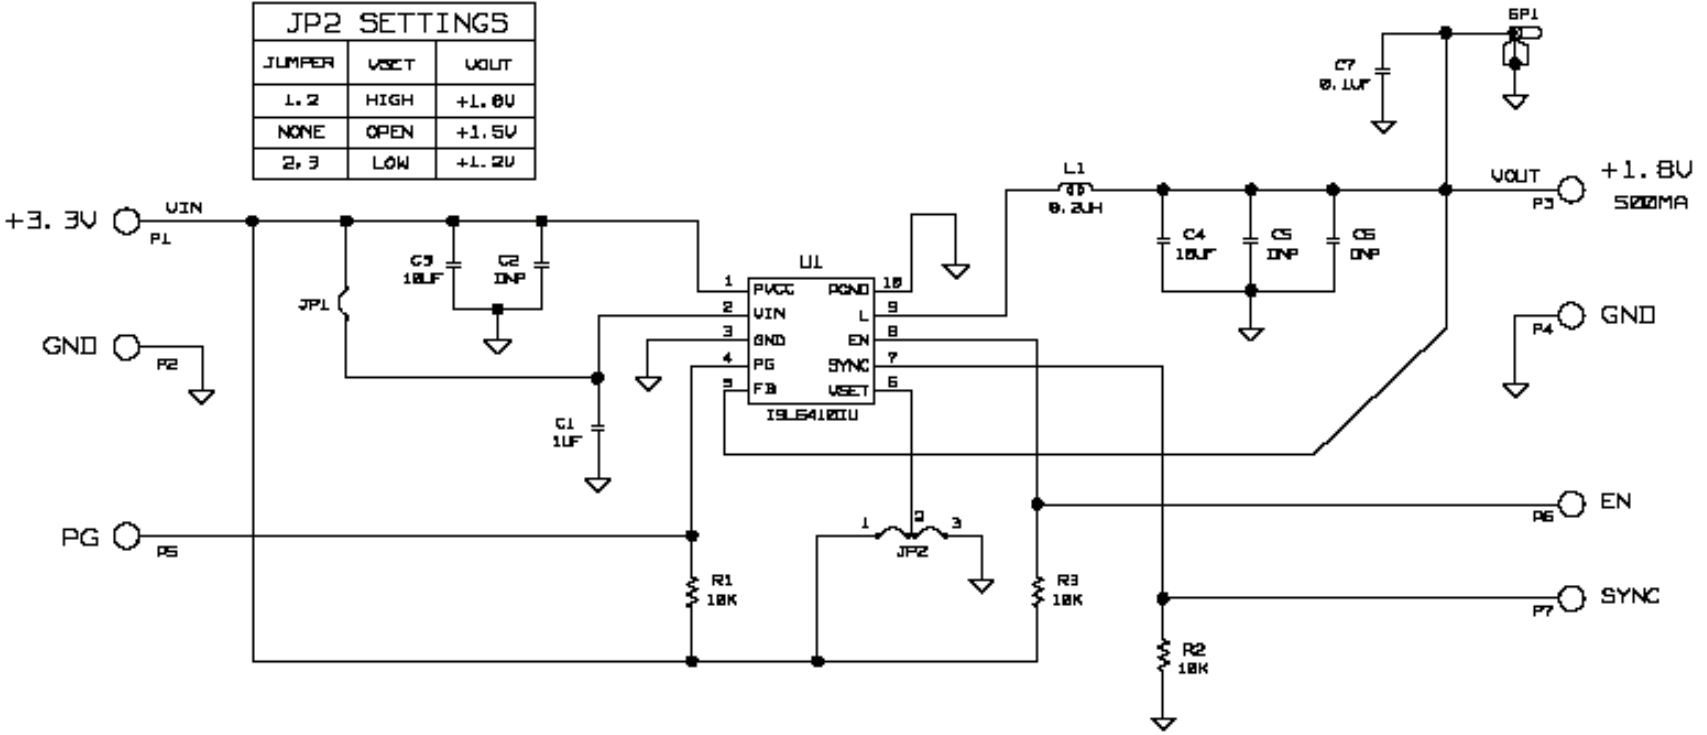 JP2 SETTINGS
JUMPER VSET VOUT
1,2 HIGH +1.8V
NONE OPEN +1.5V
2,3 LOW +1.2V
SP1
C7
0.1UF
+3.3V
VIN
P1
GND
P2
JP1
C3
10UF
C2
DNP
C1
1UF
U1
1 PVCC
2 VIN
3 GND
4 PG
5 FB
PGND 10
L 9
EN 8
SYNC 7
VSET 6
ISL6410IU
L1
8.2UH
C4
10UF
C5
DNP
C6
DNP
VOUT
P3
+1.8V
500MA
P4
GND
PG
P5
R1
10K
1 2 3
JP2
R3
10K
P6
EN
P7
SYNC
R2
10K